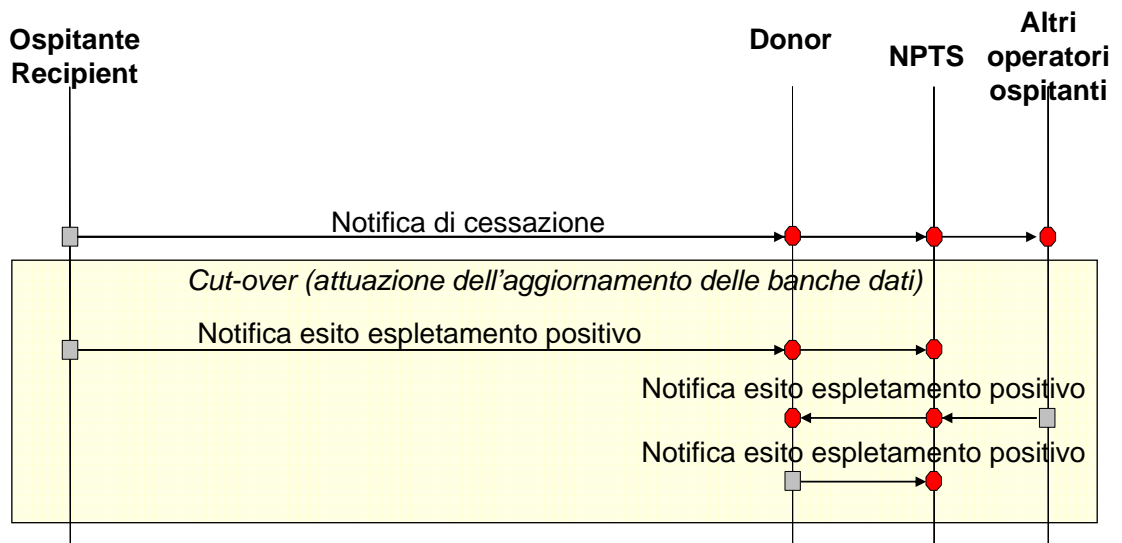 Ospitante
Recipient
Donor
NPTS
Altri
operatori
ospitanti
Notifica di cessazione
Cut-over (attuazione dell'aggiornamento delle banche dati)
Notifica esito espletamento positivo
Notifica esito espletamento positivo
Notifica esito espletamento positivo